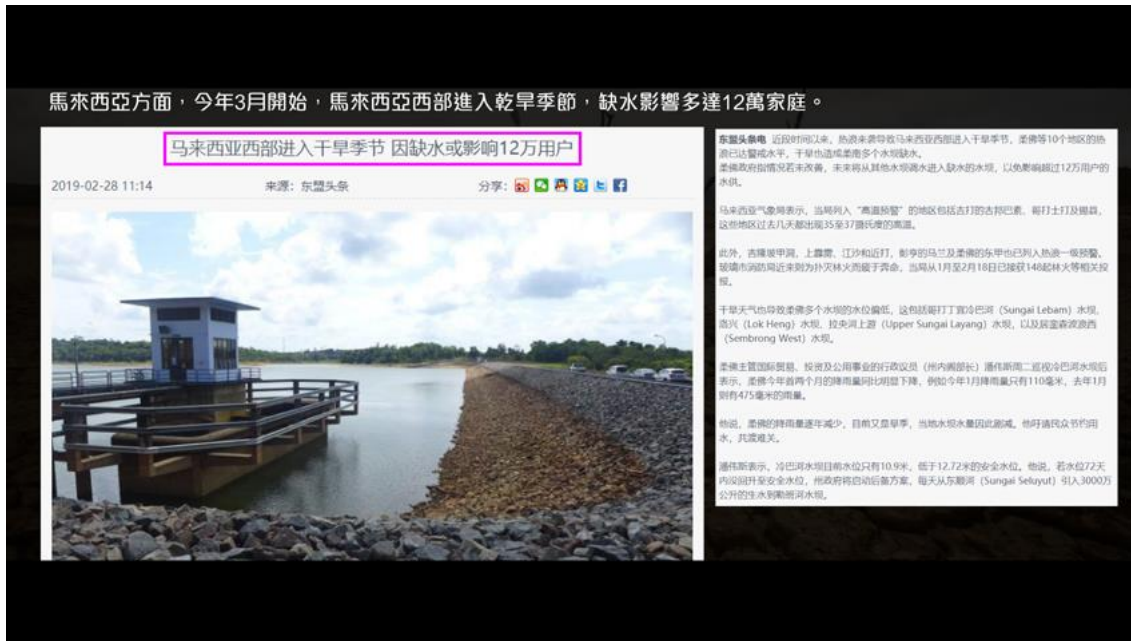 馬來西亞方面，今年3月開始，馬來西亞西部進入乾旱季節，缺水影響多達12萬家庭。
马来西亚西部进入干旱季节 因缺水或影响12万用户
2019-02-28 11:14 来源：东盟头条 分享：
东盟头条电 近段时间以来，热浪来袭导致马来西亚西部进入干旱季节，柔佛等10个地区的热
浪已达警戒水平，干旱也造成柔南多个水坝缺水。
柔佛政府指情况若未改善，未来将从其他水坝调水进入缺水的水坝，以免影响超过12万用户的
水供。
马来西亚气象局表示，当局列入“高温预警”的地区包括吉打的古邦巴素、哥打士打及锄县，
这些地区过去几天都出现35至37摄氏度的高温。
此外，吉隆玻甲洞，上霹雳、江沙和近打，彭亨的马兰及柔佛的东甲也已列入热浪一级预警。
玻璃市消防局近来则为扑灭林火而疲于奔命，当局从1月至2月18日已接获148起林火等相关投
报。
干旱天气也导致柔佛多个水坝的水位偏低，这包括哥打丁宜冷巴河（Sungai Lebam）水坝、
洛兴（Lok Heng）水坝、拉央河上游（Upper Sungai Layang）水坝，以及居銮森波浪西
（Sembrong West）水坝。
柔佛主管国际贸易、投资及公用事业的行政议员（州内阁部长）潘伟斯周二巡视冷巴河水坝后
表示，柔佛今年首两个月的降雨量同比明显下降，例如今年1月降雨量只有110毫米，去年1月
则有475毫米的雨量。
他说，柔佛的降雨量逐年减少，目前又是旱季，当地水坝水量因此剧减。他吁请民众节约用
水，共渡难关。
潘伟斯表示，冷巴河水坝目前水位只有10.9米，低于12.72米的安全水位。他说，若水位72天
内没回升至安全水位，州政府将启动后备方案，每天从东顺河（Sungai Seluyut）引入3000万
公升的生水到勒班河水坝。